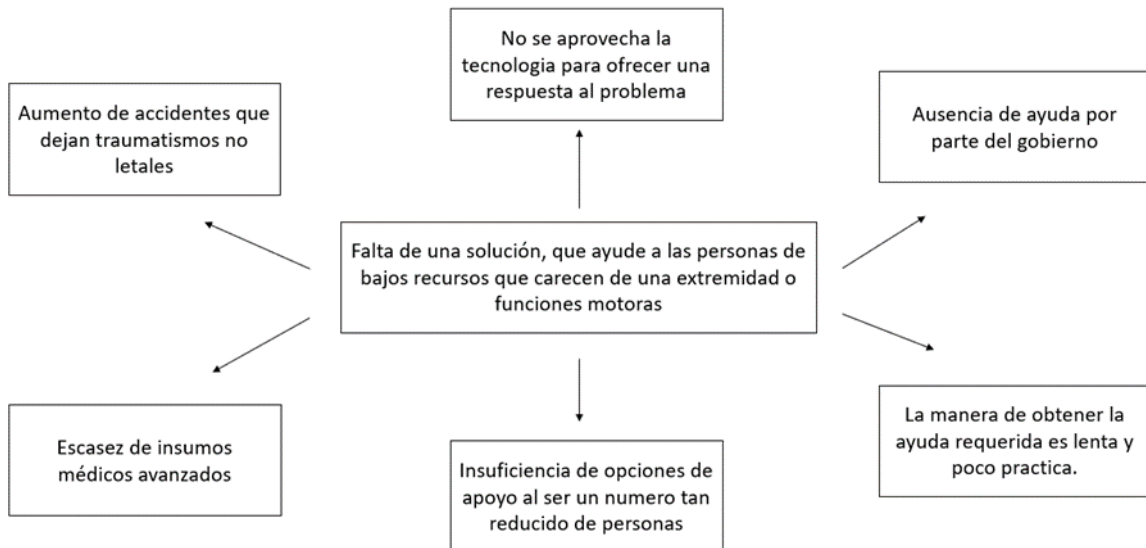 No se aprovecha la
tecnologia para ofrecer una
respuesta al problema
Aumento de accidentes que
dejan traumatismos no
letales
Ausencia de ayuda por
parte del gobierno
Falta de una solución, que ayude a las personas de
bajos recursos que carecen de una extremidad o
funciones motoras
Escasez de insumos
médicos avanzados
Insuficiencia de opciones de
apoyo al ser un numero tan
reducido de personas
La manera de obtener la
ayuda requerida es lenta y
poco practica.